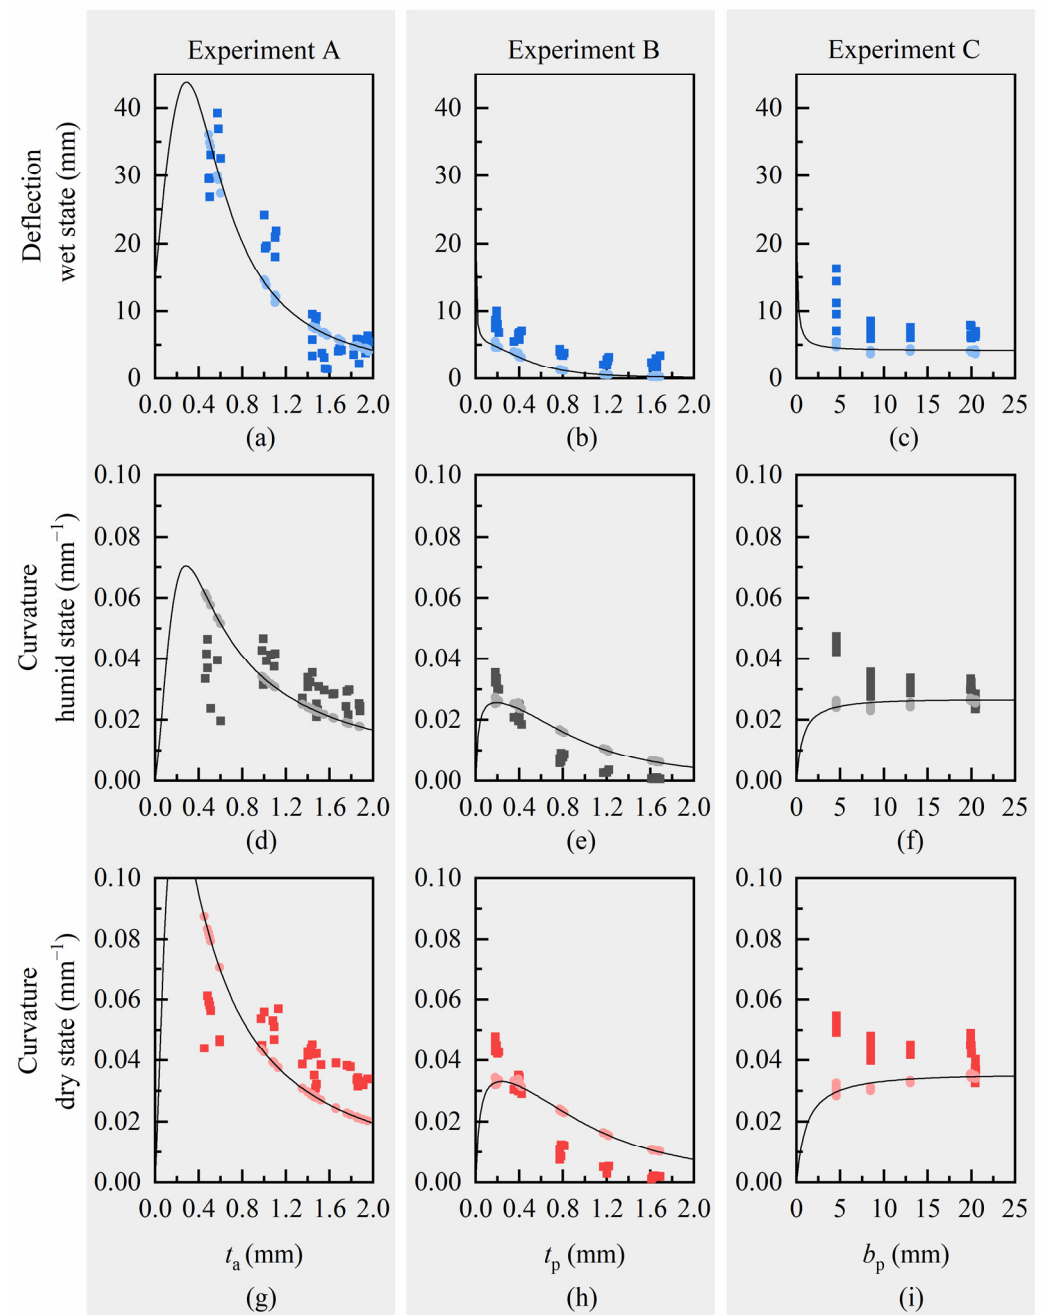 Experiment A
Experiment B
Experiment C
Deflection
wet state (mm)
40
30
20
10
0
0.0 0.4 0.8 1.2 1.6 2.0
(a)
40
30
20
10
0
0.0 0.4 0.8 1.2 1.6 2.0
(b)
40
30
20
10
0
0 5 10 15 20 25
(c)
Curvature
humid state (mm⁻¹)
0.10
0.08
0.06
0.04
0.02
0.00
0.0 0.4 0.8 1.2 1.6 2.0
(d)
0.10
0.08
0.06
0.04
0.02
0.00
0.0 0.4 0.8 1.2 1.6 2.0
(e)
0.10
0.08
0.06
0.04
0.02
0.00
0 5 10 15 20 25
(f)
Curvature
dry state (mm⁻¹)
0.10
0.08
0.06
0.04
0.02
0.00
0.0 0.4 0.8 1.2 1.6 2.0
tₐ (mm)
(g)
0.10
0.08
0.06
0.04
0.02
0.00
0.0 0.4 0.8 1.2 1.6 2.0
tₚ (mm)
(h)
0.10
0.08
0.06
0.04
0.02
0.00
0 5 10 15 20 25
bₚ (mm)
(i)